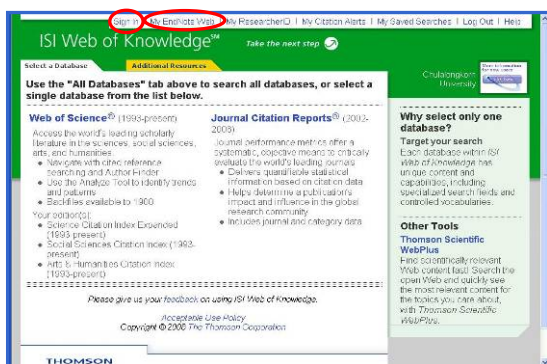 Sign In | My EndNote Web | My ResearcherID | My Citation Alerts | My Saved Searches | Log Out | Help
ISI Web of Knowledge℠ Take the next step
Select a Database Additional Resources
Chulalongkorn
University
Use the "All Databases" tab above to search all databases, or select a
single database from the list below.
Web of Science® (1993-present)
Access the world's leading scholarly
literature in the sciences, social sciences,
arts, and humanities.
• Navigate with cited reference
searching and Author Finder
• Use the Analyze Tool to identify trends
and patterns
• Backfiles available to 1900
Your edition(s):
• Science Citation Index Expanded
(1993-present)
• Social Sciences Citation Index (1993-
present)
• Arts & Humanities Citation Index
(1993-present)
Journal Citation Reports® (2002-
2006)
Journal performance metrics offer a
systematic, objective means to critically
evaluate the world's leading journals
• Delivers quantifiable statistical
information based on citation data
• Helps determine a publication's
impact and influence in the global
research community
• Includes journal and category data
Why select only one
database?
Target your search
Each database within ISI
Web of Knowledge has
unique content and
capabilities, including
specialized search fields and
controlled vocabularies.
Other Tools
Thomson Scientific
WebPlus
Find scientifically relevant
Web content fast! Search the
open Web and quickly see
the most relevant content for
the topics you care about,
with Thomson Scientific
WebPlus.
Please give us your feedback on using ISI Web of Knowledge.
Acceptable Use Policy
Copyright © 2008 The Thomson Corporation
THOMSON